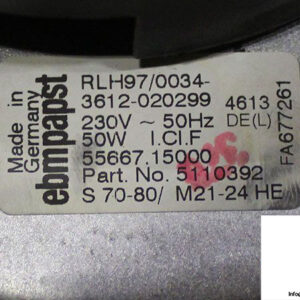 Made in
Germany
ebmpapst
RLH97/0034-
3612-020299 4613
230V ~ 50Hz DE(L)
50W I.Cl.F
55667.15000
Part. No. 5110392
S 70-80/ M21-24 HE
FA677261